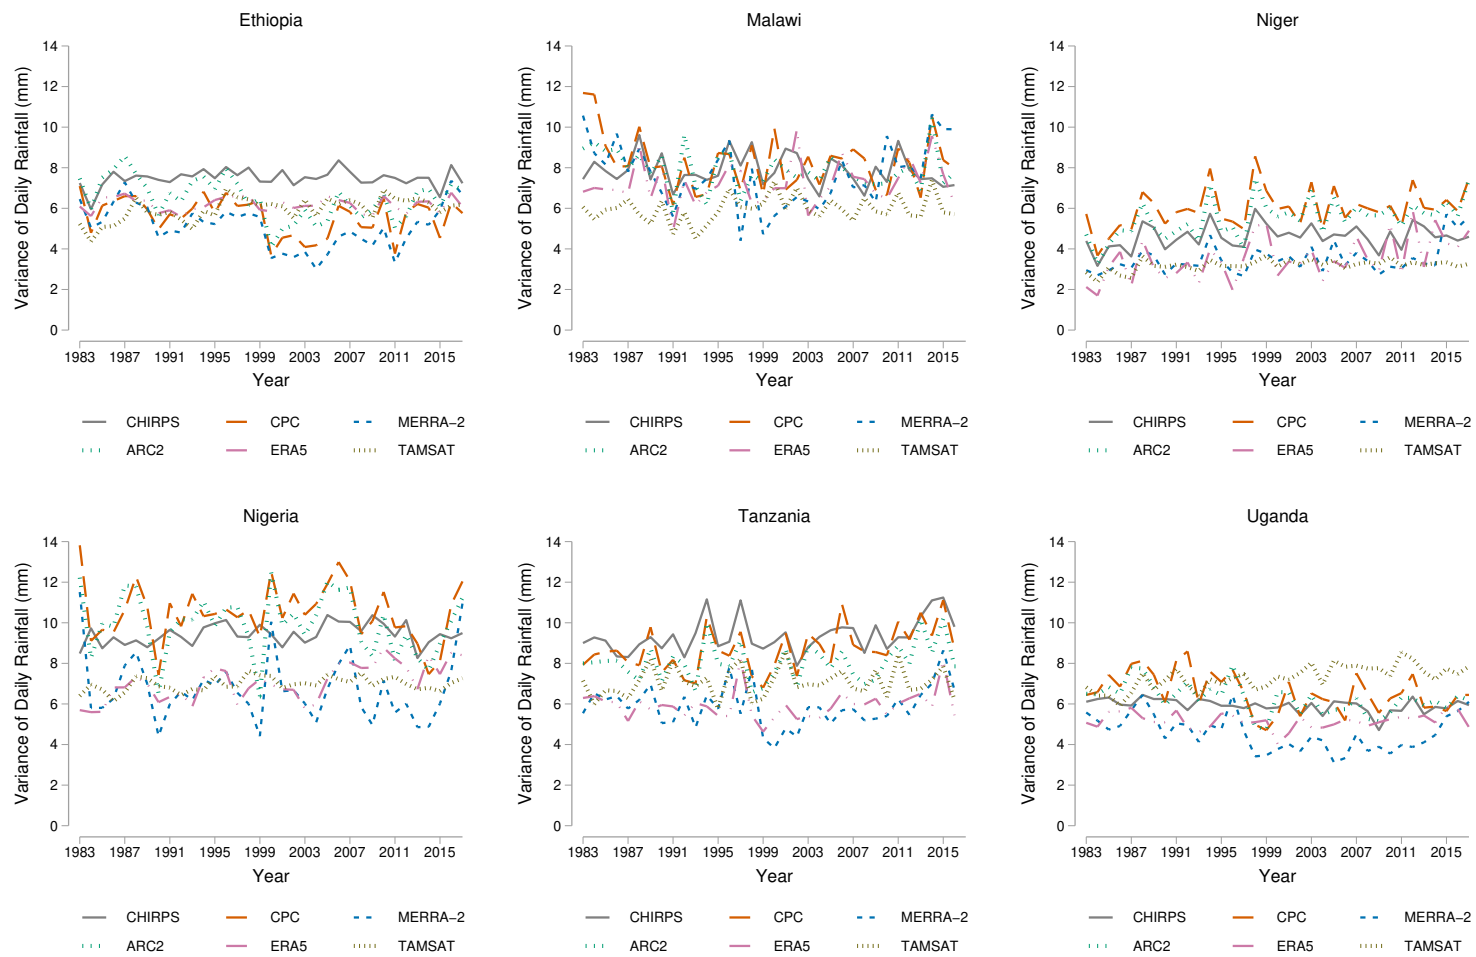 Ethiopia
Variance of Daily Rainfall (mm)
14
12
10
8
6
4
2
0
1983 1987 1991 1995 1999 2003 2007 2011 2015
Year
CHIRPS CPC MERRA-2
ARC2 ERA5 TAMSAT
Malawi
Variance of Daily Rainfall (mm)
14
12
10
8
6
4
2
0
1983 1987 1991 1995 1999 2003 2007 2011 2015
Year
CHIRPS CPC MERRA-2
ARC2 ERA5 TAMSAT
Niger
Variance of Daily Rainfall (mm)
14
12
10
8
6
4
2
0
1983 1987 1991 1995 1999 2003 2007 2011 2015
Year
CHIRPS CPC MERRA-2
ARC2 ERA5 TAMSAT
Nigeria
Variance of Daily Rainfall (mm)
14
12
10
8
6
4
2
0
1983 1987 1991 1995 1999 2003 2007 2011 2015
Year
CHIRPS CPC MERRA-2
ARC2 ERA5 TAMSAT
Tanzania
Variance of Daily Rainfall (mm)
14
12
10
8
6
4
2
0
1983 1987 1991 1995 1999 2003 2007 2011 2015
Year
CHIRPS CPC MERRA-2
ARC2 ERA5 TAMSAT
Uganda
Variance of Daily Rainfall (mm)
14
12
10
8
6
4
2
0
1983 1987 1991 1995 1999 2003 2007 2011 2015
Year
CHIRPS CPC MERRA-2
ARC2 ERA5 TAMSAT